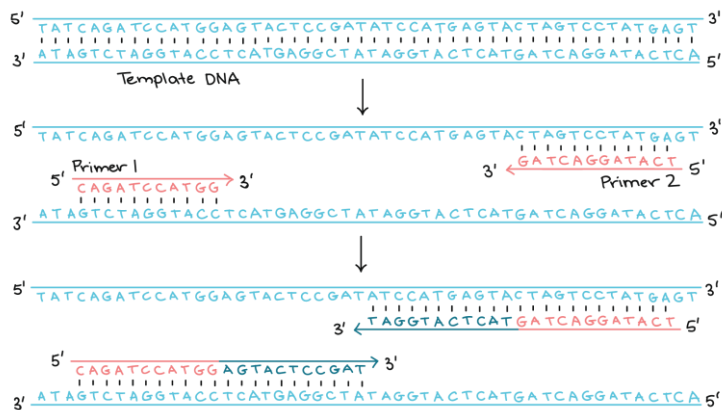 5' TATCAGATCCATGGAGTACTCCGATATCCATGAGTACTAGTCCTATGAGT 3'
3' ATAGTCTAGGTACCTCATGAGGCTATAGGTACTCATGATCAGGATACTCA 5'
Template DNA
5' TATCAGATCCATGGAGTACTCCGATATCCATGAGTACTAGTCCTATGAGT 3'
3' GATCAGGATACT
Primer 2
Primer 1
5' CAGATCCATGG 3'
3' ATAGTCTAGGTACCTCATGAGGCTATAGGTACTCATGATCAGGATACTCA 5'
5' TATCAGATCCATGGAGTACTCCGATATCCATGAGTACTAGTCCTATGAGT 3'
3' TAGGTACTCATGATCAGGATACT 5'
5' CAGATCCATGGAGTACTCCGAT 3'
3' ATAGTCTAGGTACCTCATGAGGCTATAGGTACTCATGATCAGGATACTCA 5'